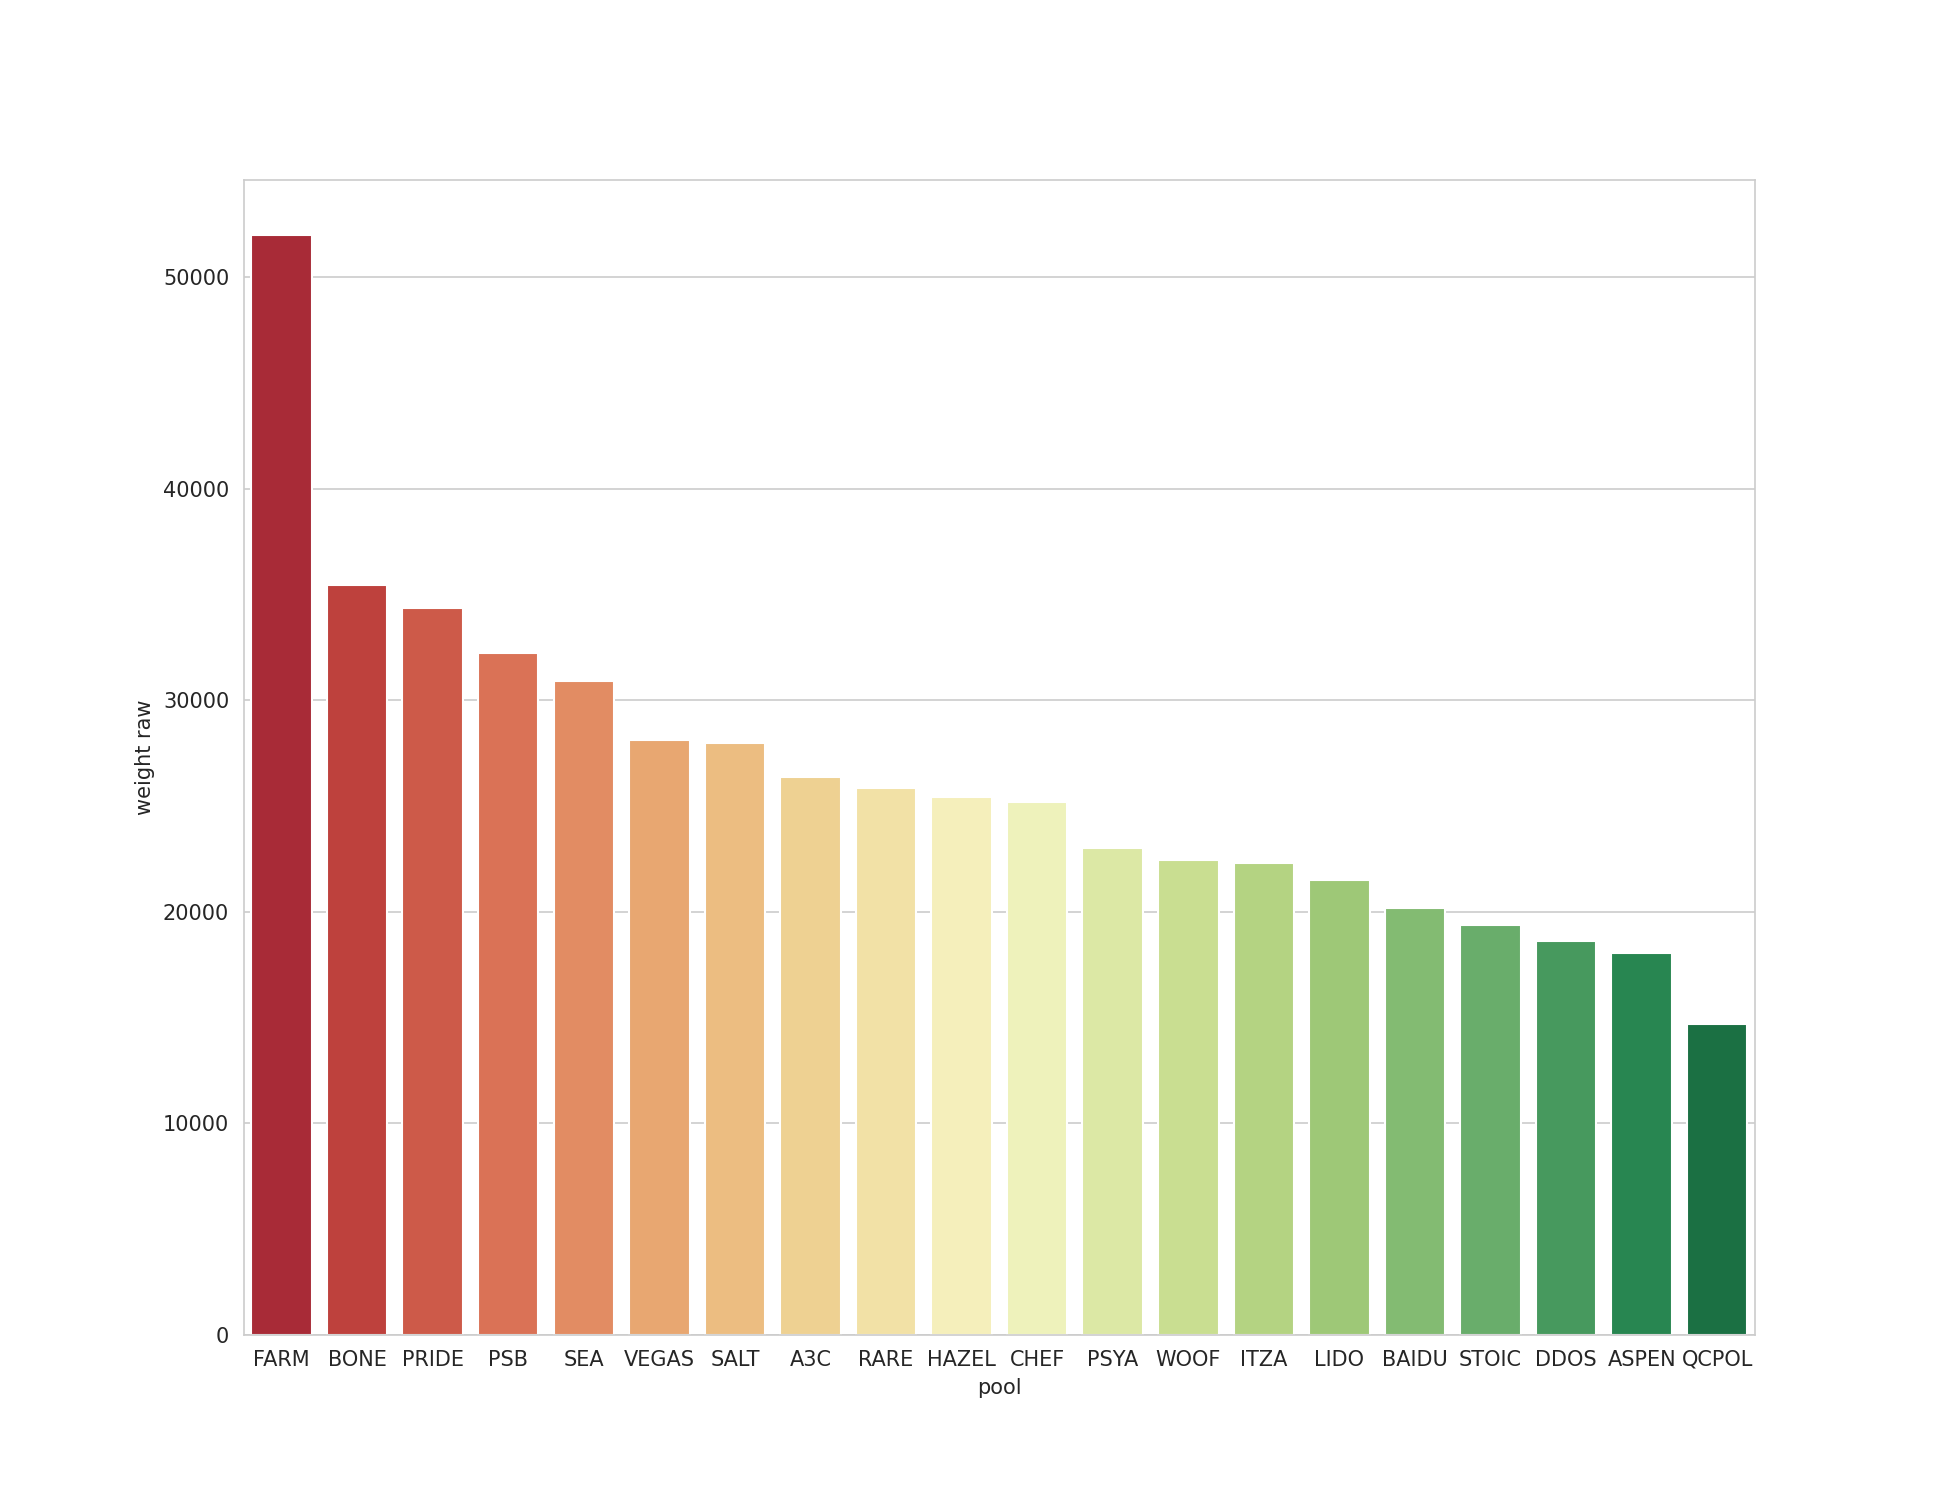 50000
40000
30000
20000
10000
0
weight raw
FARM BONE PRIDE PSB SEA VEGAS SALT A3C RARE HAZEL CHEF PSYA WOOF ITZA LIDO BAIDU STOIC DDOS ASPEN QCPOL
pool